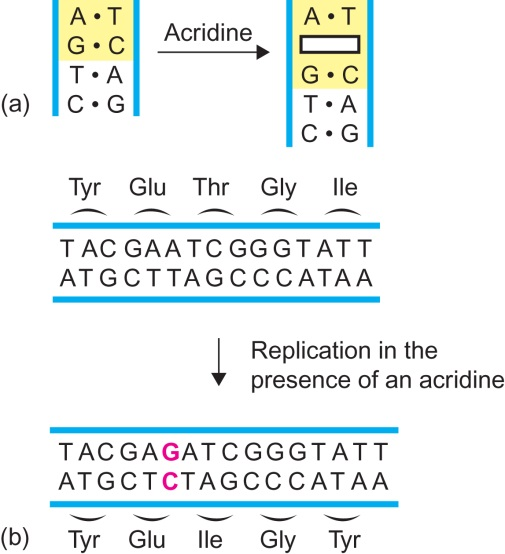 A • T
G • C
T • A
C • G
Acridine
A • T
G • C
T • A
C • G
(a)
Tyr Glu Thr Gly Ile
TACGAATCGGGTATT
ATGCTTAGCCCATAA
Replication in the
presence of an acridine
TACGAGATCGGGTATT
ATGCTCTAGCCCATAA
(b) Tyr Glu Ile Gly Tyr